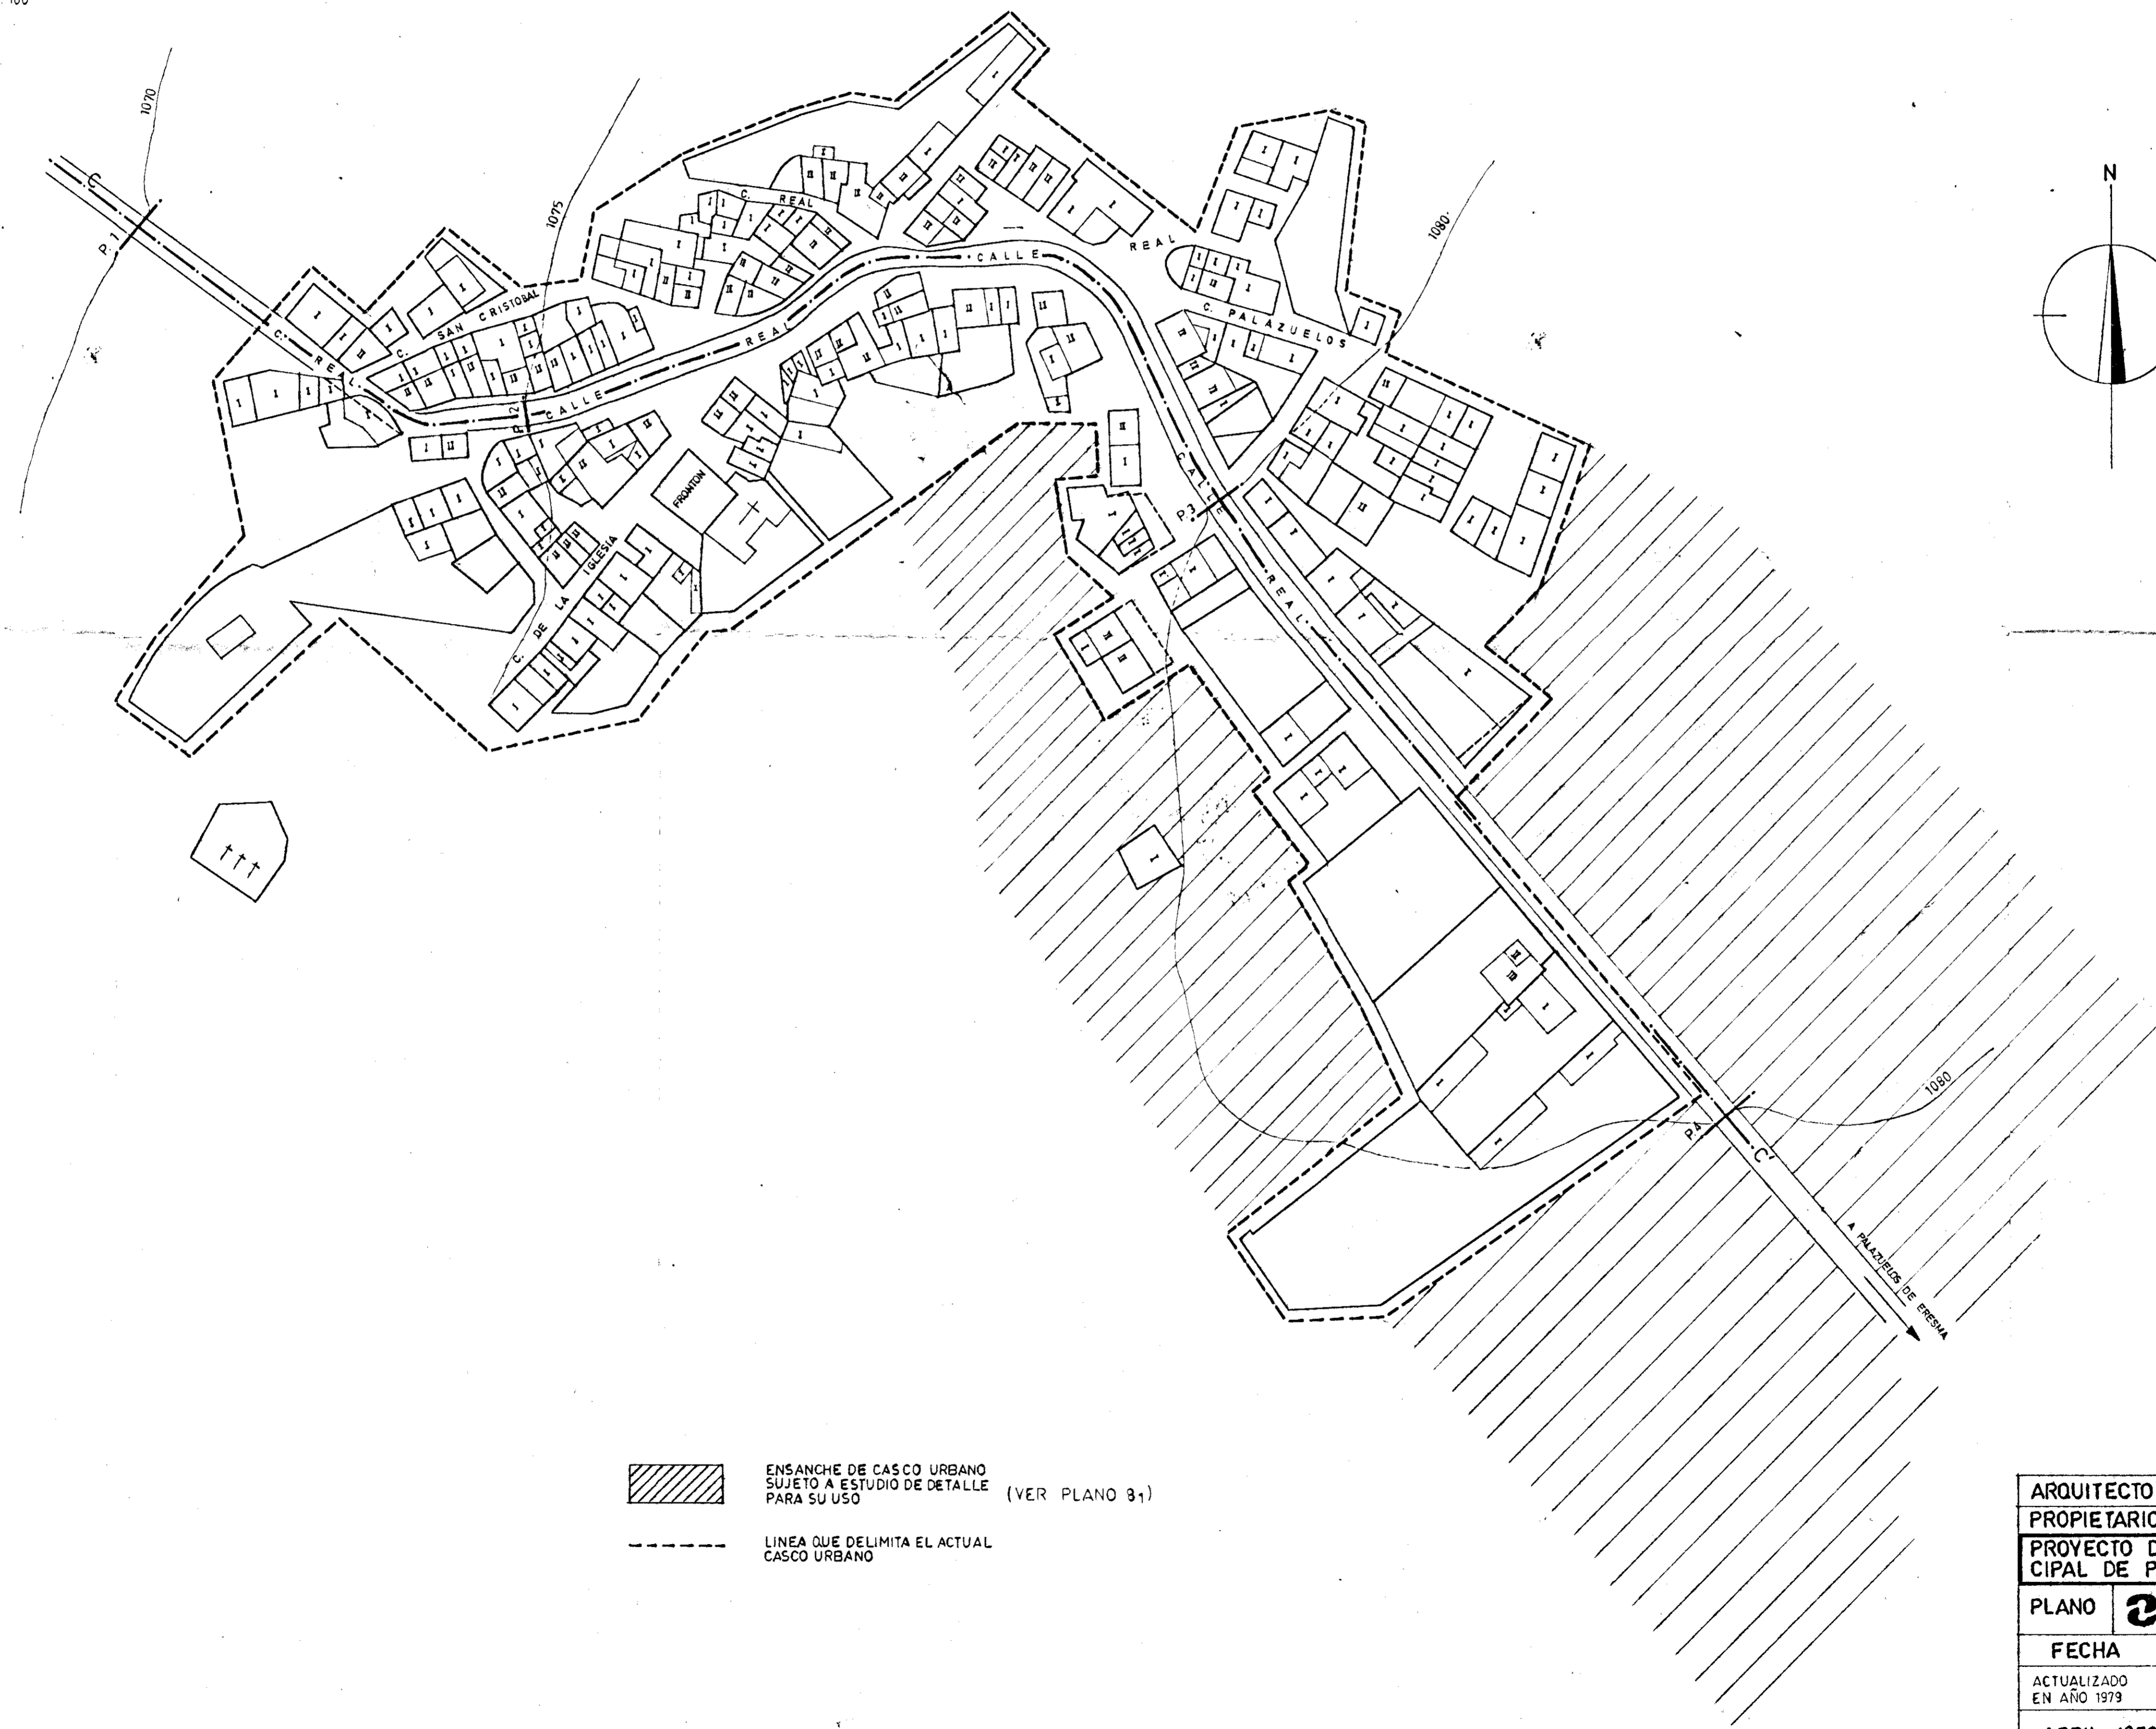 100
1070
1075
1080
N
C
P. 1
C. REAL
C. SAN CRISTOBAL
C. REAL
P. 2
CALLE REAL
CALLE
REAL
C. PALAZUELOS
FRONTON
C. DE LA IGLESIA
P. 3
CALLE REAL
1080
P. 4
C'
A PALAZUELOS DE ERESMA
ENSANCHE DE CASCO URBANO
SUJETO A ESTUDIO DE DETALLE (VER PLANO B1)
PARA SU USO
LINEA QUE DELIMITA EL ACTUAL
CASCO URBANO
ARQUITECTO
PROPIETARIO
PROYECTO D
CIPAL DE P
PLANO 2
FECHA
ACTUALIZADO
EN AÑO 1979